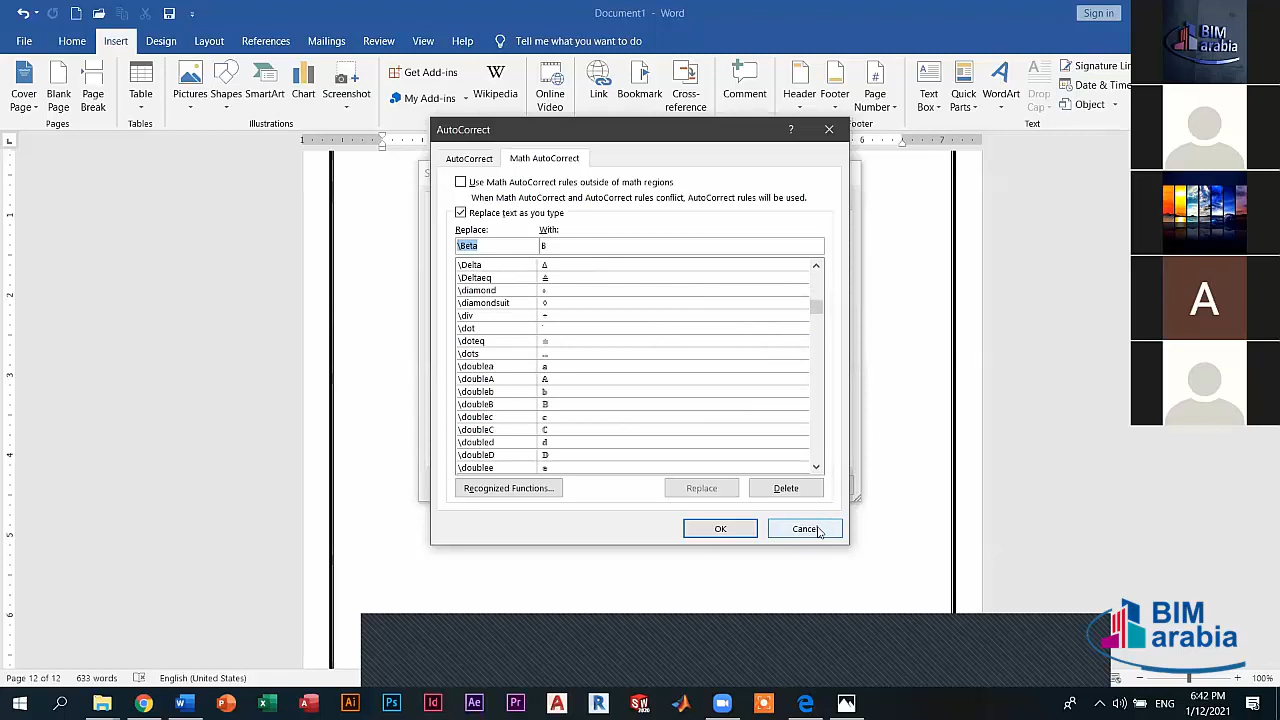 Document1 - Word
Sign in
File Home Insert Design Layout References Mailings Review View Help Tell me what you want to do
Cover Page
Blank Page
Page Break
Table
Pictures
Shapes
SmartArt
Chart
Screenshot
Get Add-ins
My Add-ins
Wikipedia
Online Video
Link
Bookmark
Cross-reference
Comment
Header
Footer
Page Number
Text Box
Quick Parts
WordArt
Drop Cap
Signature Lin
Date & Time
Object
Pages Tables Illustrations Text
AutoCorrect
AutoCorrect Math AutoCorrect
Use Math AutoCorrect rules outside of math regions
When Math AutoCorrect and AutoCorrect rules conflict, AutoCorrect rules will be used.
Replace text as you type
Replace: With:
\Beta Β
\Delta Δ
\Deltaeq ≜
\diamond ⋄
\diamondsuit ◊
\div ÷
\dot ̇
\doteq ≐
\dots …
\doublea 𝕒
\doubleA 𝔸
\doubleb 𝕓
\doubleB 𝔹
\doublec 𝕔
\doubleC ℂ
\doubled 𝕕
\doubleD 𝔻
\doublee 𝕖
Recognized Functions... Replace Delete
OK Cancel
BIM arabia
A
BIM
arabia
Page 12 of 12 633 words English (United States) 100%
ENG
6:42 PM
1/12/2021